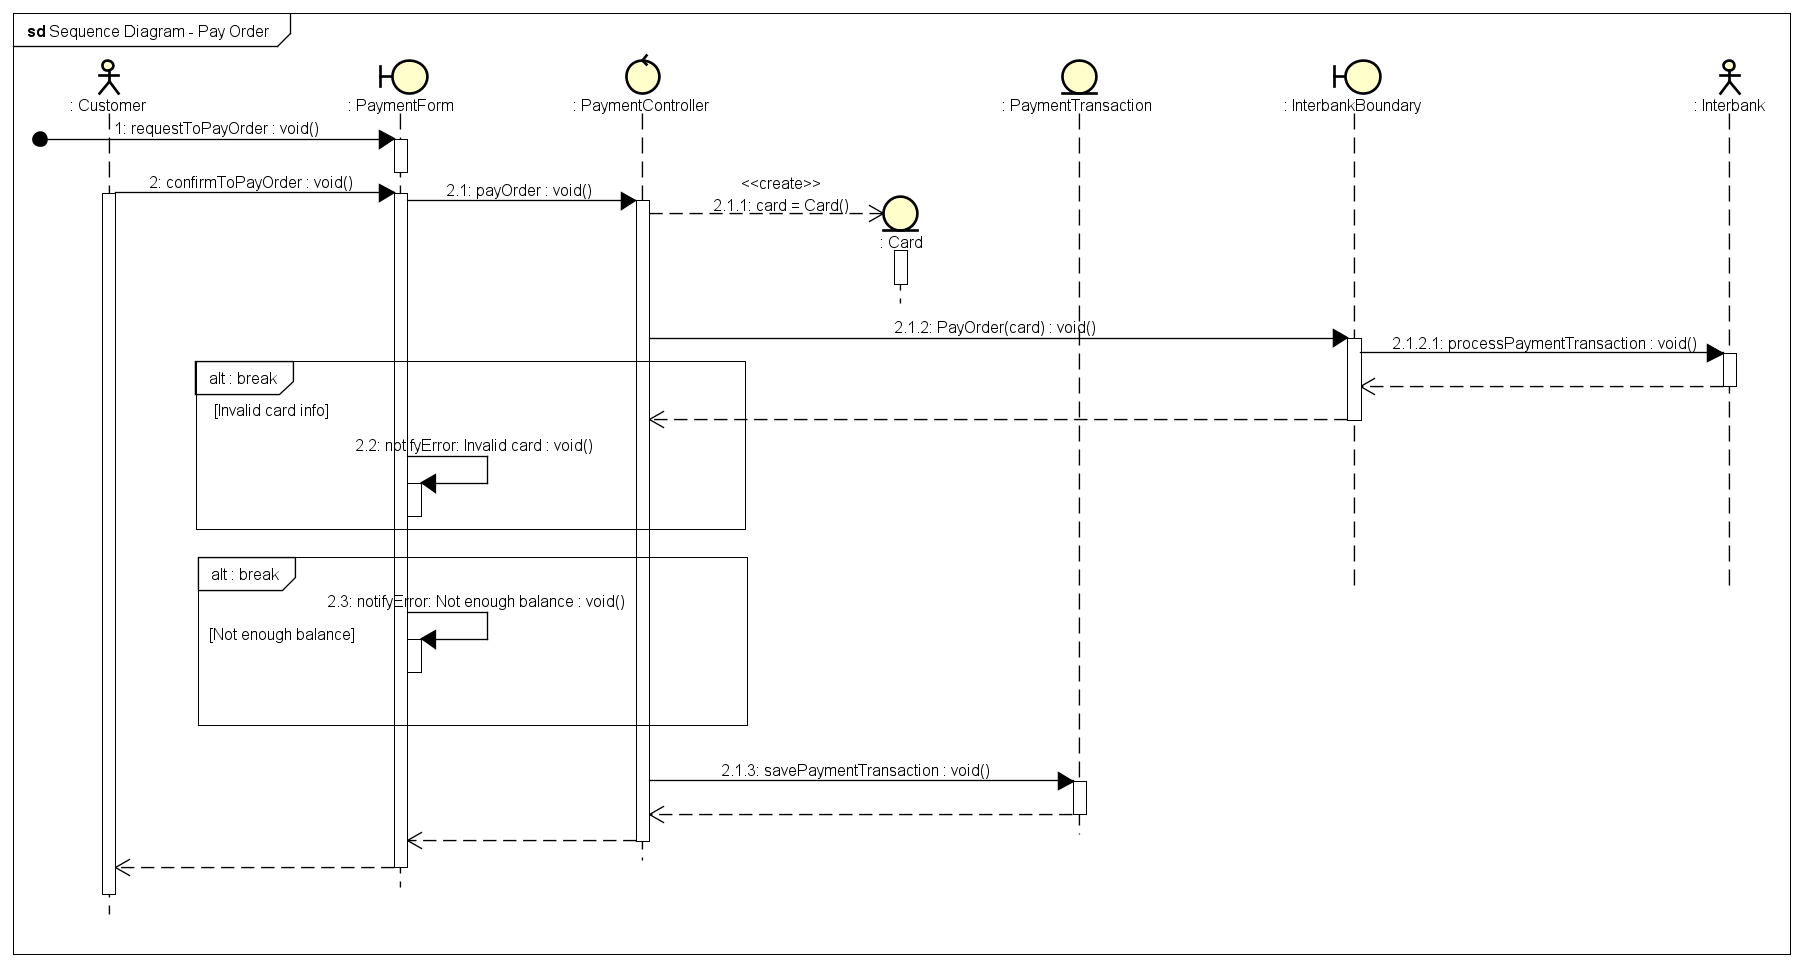 sd Sequence Diagram - Pay Order
: Customer
: PaymentForm
: PaymentController
: PaymentTransaction
: InterbankBoundary
: Interbank
1: requestToPayOrder : void()
2: confirmToPayOrder : void()
2.1: payOrder : void()
<<create>>
2.1.1: card = Card()
: Card
2.1.2: PayOrder(card) : void()
2.1.2.1: processPaymentTransaction : void()
alt : break
[Invalid card info]
2.2: notifyError: Invalid card : void()
alt : break
2.3: notifyError: Not enough balance : void()
[Not enough balance]
2.1.3: savePaymentTransaction : void()